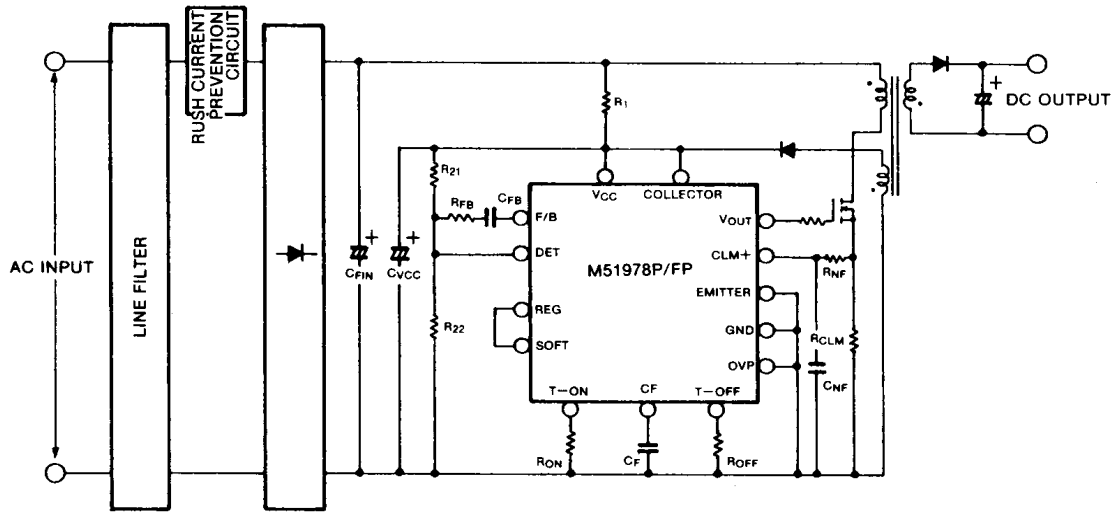 RUSH CURRENT
PREVENTION
CIRCUIT
LINE FILTER
AC INPUT
DC OUTPUT
R1
R21
RFB
CFB
R22
CFIN
CVCC
+
+
+
VCC
COLLECTOR
F/B
DET
REG
SOFT
T-ON
CF
T-OFF
VOUT
CLM+
EMITTER
GND
OVP
M51978P/FP
RNF
RCLM
CNF
RON
CF
ROFF